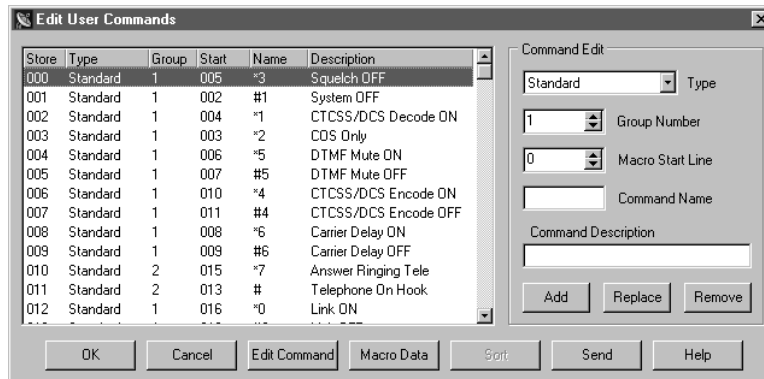 Edit User Commands
Store Type Group Start Name Description
000 Standard 1 005 *3 Squelch OFF
001 Standard 1 002 #1 System OFF
002 Standard 1 004 *1 CTCSS/DCS Decode ON
003 Standard 1 003 *2 COS Only
004 Standard 1 006 *5 DTMF Mute ON
005 Standard 1 007 #5 DTMF Mute OFF
006 Standard 1 010 *4 CTCSS/DCS Encode ON
007 Standard 1 011 #4 CTCSS/DCS Encode OFF
008 Standard 1 008 *6 Carrier Delay ON
009 Standard 1 009 #6 Carrier Delay OFF
010 Standard 2 015 *7 Answer Ringing Tele
011 Standard 2 013 # Telephone On Hook
012 Standard 1 016 *0 Link ON
Command Edit
Standard Type
1 Group Number
0 Macro Start Line
Command Name
Command Description
Add Replace Remove
OK Cancel Edit Command Macro Data Sort Send Help